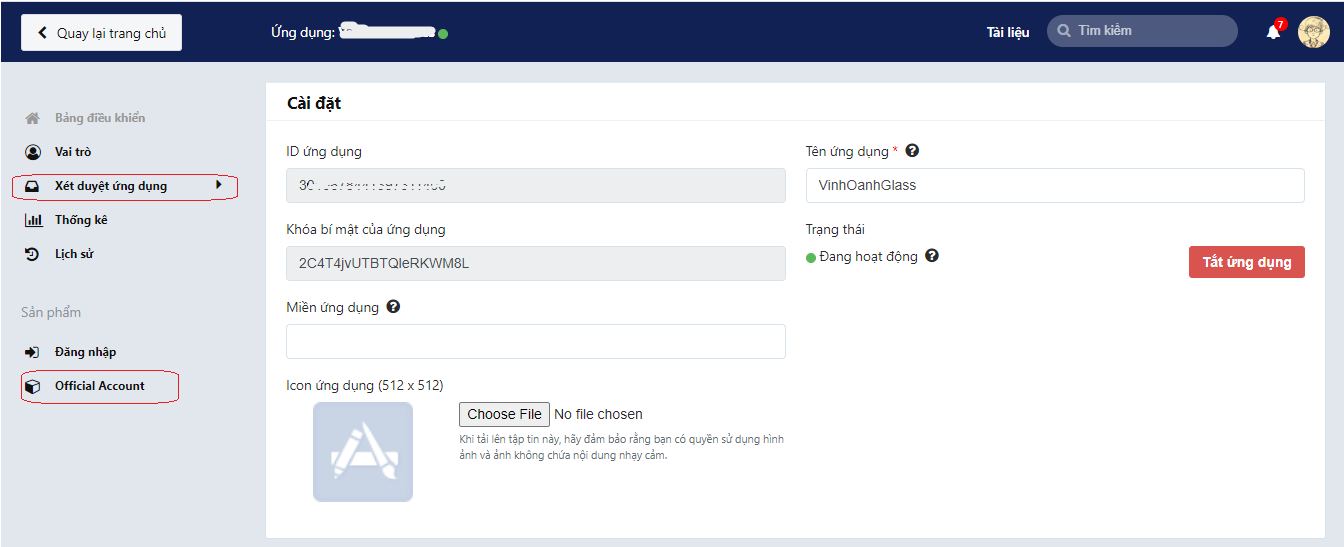 Quay lại trang chủ
Ứng dụng:
Tài liệu
Tìm kiếm
7
Bảng điều khiển
Vai trò
Xét duyệt ứng dụng
Thống kê
Lịch sử
Sản phẩm
Đăng nhập
Official Account
Cài đặt
ID ứng dụng
Tên ứng dụng *
VinhOanhGlass
Khóa bí mật của ứng dụng
2C4T4jvUTBTQIeRKWM8L
Trạng thái
Đang hoạt động
Tắt ứng dụng
Miền ứng dụng
Icon ứng dụng (512 x 512)
Choose File No file chosen
Khi tải lên tập tin này, hãy đảm bảo rằng bạn có quyền sử dụng hình
ảnh và ảnh không chứa nội dung nhạy cảm.